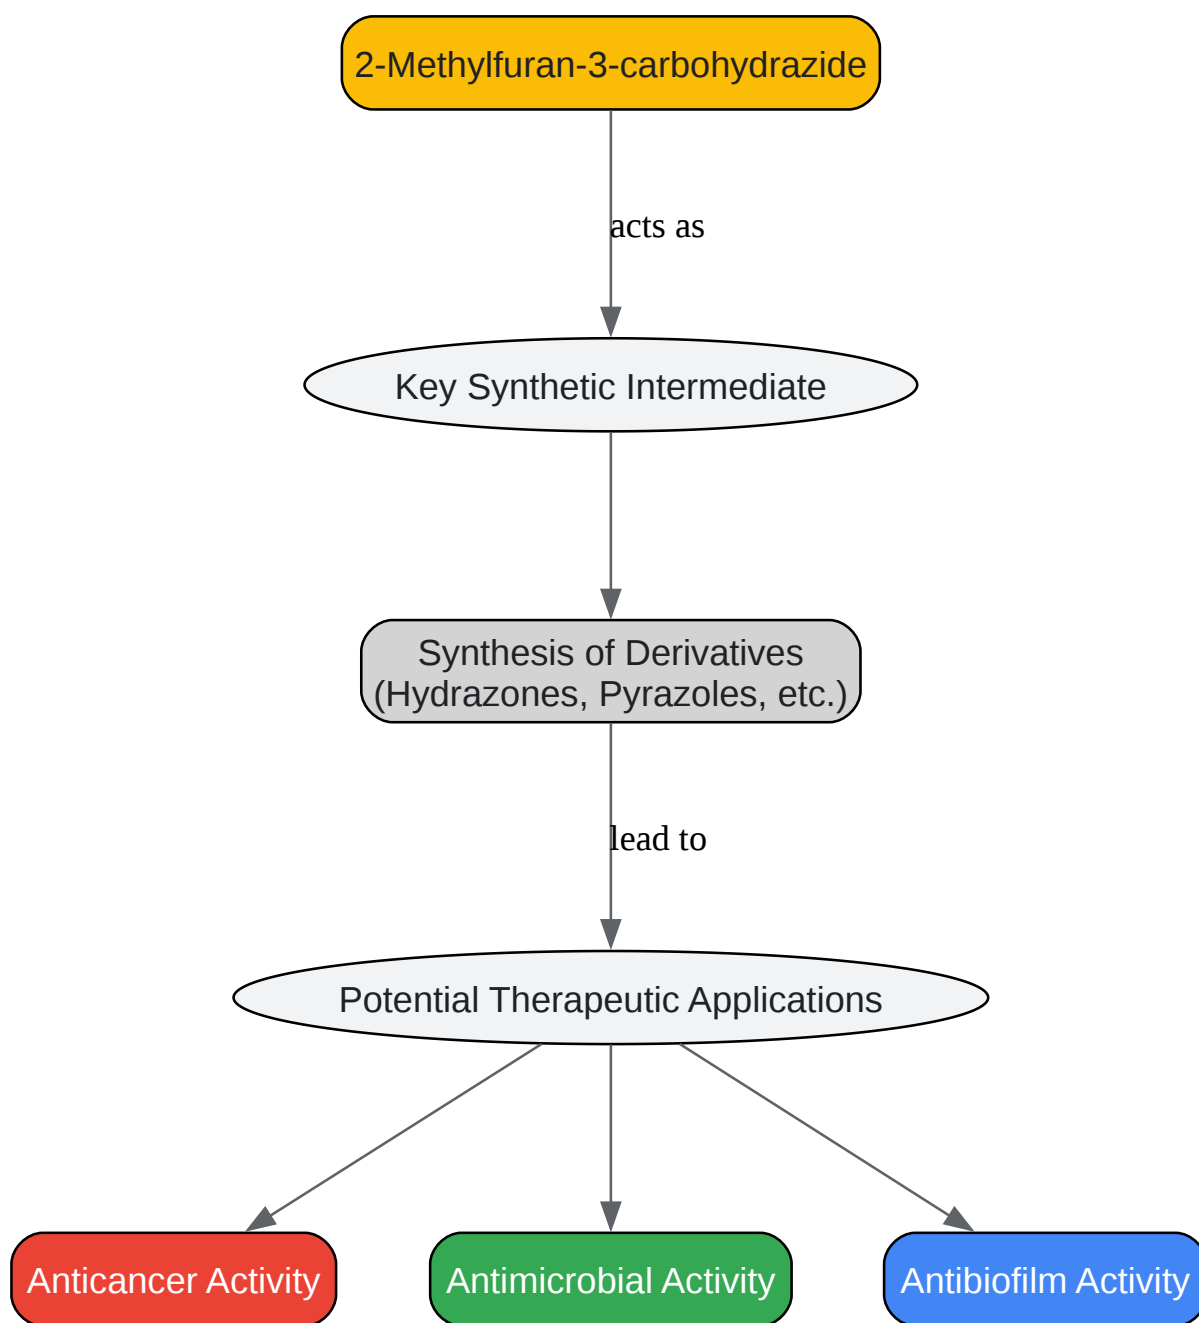 2-Methylfuran-3-carbohydrazide
acts as
Key Synthetic Intermediate
Synthesis of Derivatives
(Hydrazones, Pyrazoles, etc.)
lead to
Potential Therapeutic Applications
Anticancer Activity
Antimicrobial Activity
Antibiofilm Activity